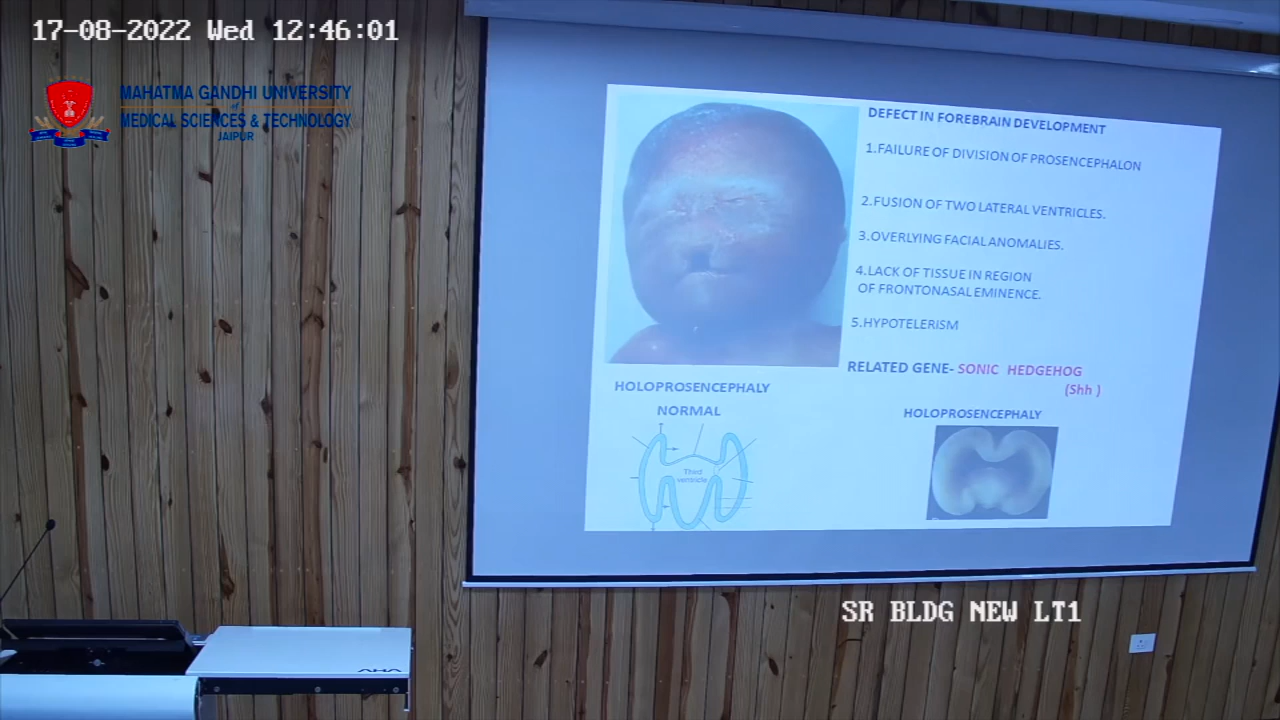 17-08-2022 Wed 12:46:01
MAHATMA GANDHI UNIVERSITY
of
MEDICAL SCIENCES & TECHNOLOGY
JAIPUR
DEFECT IN FOREBRAIN DEVELOPMENT
1.FAILURE OF DIVISION OF PROSENCEPHALON
2.FUSION OF TWO LATERAL VENTRICLES.
3.OVERLYING FACIAL ANOMALIES.
4.LACK OF TISSUE IN REGION
OF FRONTONASAL EMINENCE.
5.HYPOTELERISM
RELATED GENE- SONIC HEDGEHOG
(Shh )
HOLOPROSENCEPHALY
NORMAL
Third
ventricle
HOLOPROSENCEPHALY
SR BLDG NEW LT1
AHA